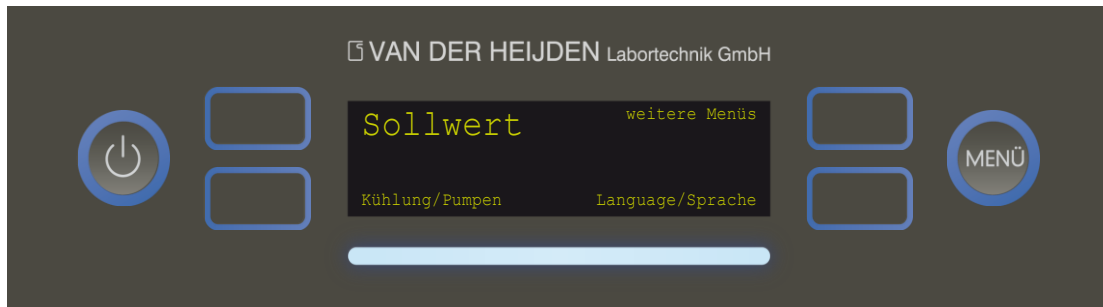 VAN DER HEIJDEN Labortechnik GmbH
Sollwert
weitere Menüs
MENÜ
Kühlung/Pumpen
Language/Sprache